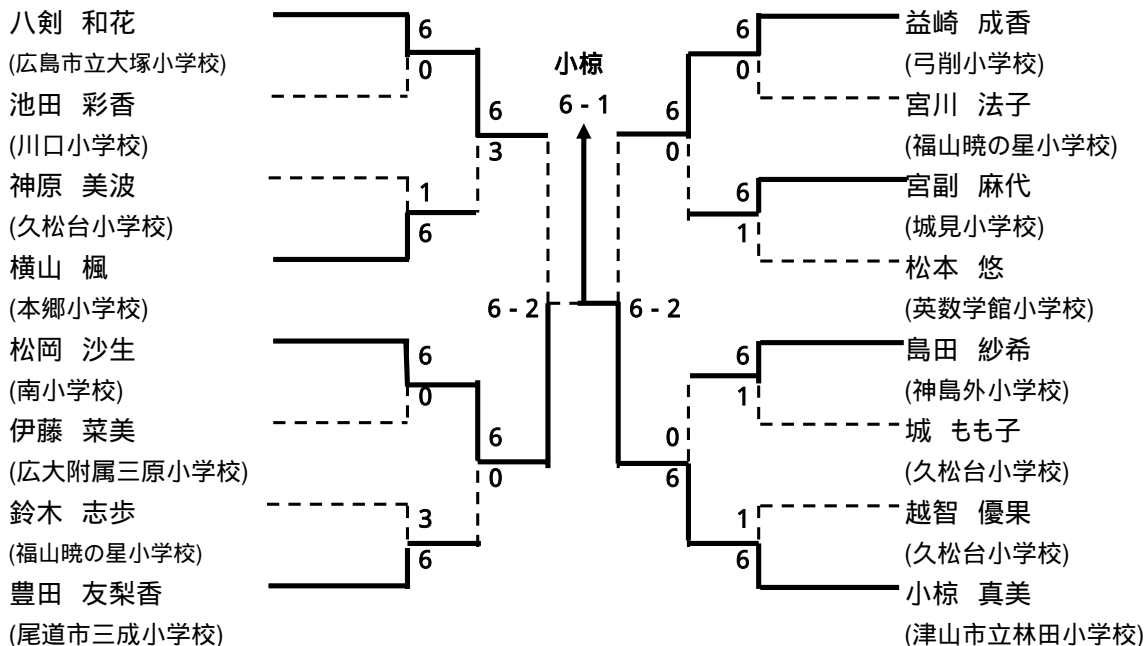 八剣 和花
(広島市立大塚小学校)
池田 彩香
(川口小学校)
神原 美波
(久松台小学校)
横山 楓
(本郷小学校)
松岡 沙生
(南小学校)
伊藤 菜美
(広大附属三原小学校)
鈴木 志歩
(福山暁の星小学校)
豊田 友梨香
(尾道市三成小学校)
6
0
1
6
6
0
3
6
6
3
6
0
6 - 2
小椋
6 - 1
6 - 2
6
0
0
6
6
0
6
1
6
1
1
6
益崎 成香
(弓削小学校)
宮川 法子
(福山暁の星小学校)
宮副 麻代
(城見小学校)
松本 悠
(英数学館小学校)
島田 紗希
(神島外小学校)
城 もも子
(久松台小学校)
越智 優果
(久松台小学校)
小椋 真美
(津山市立林田小学校)